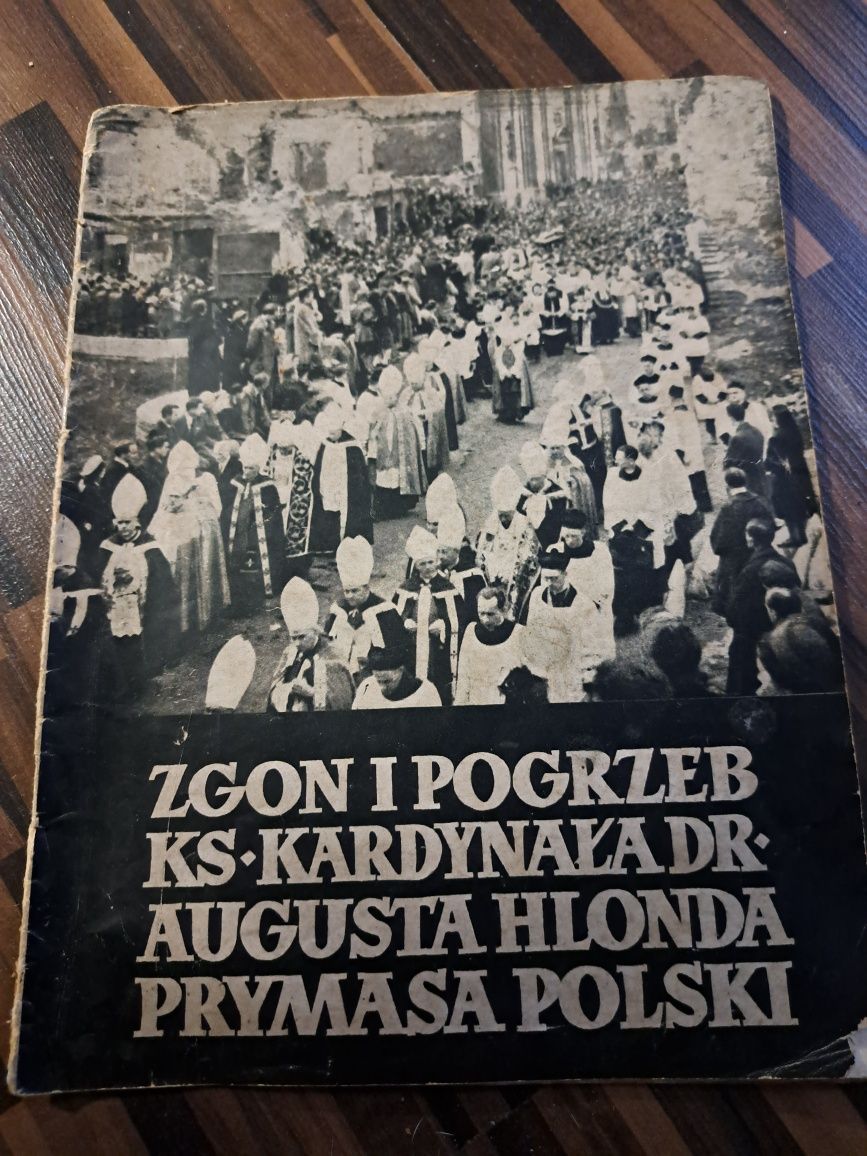 ZGON I POGRZEB
KS·KARDYNAŁA DR·
AUGUSTA HLONDA
PRYMASA POLSKI